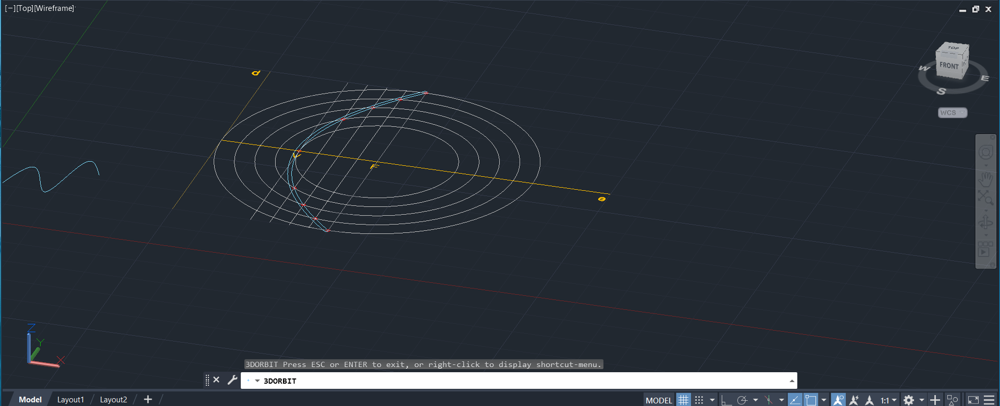 [−][Top][Wireframe]
TOP
FRONT
W
E
S
WCS
d
V
F
e
Z
Y
X
3DORBIT Press ESC or ENTER to exit, or right-click to display shortcut-menu.
3DORBIT
Model
Layout1
Layout2
MODEL
1:1